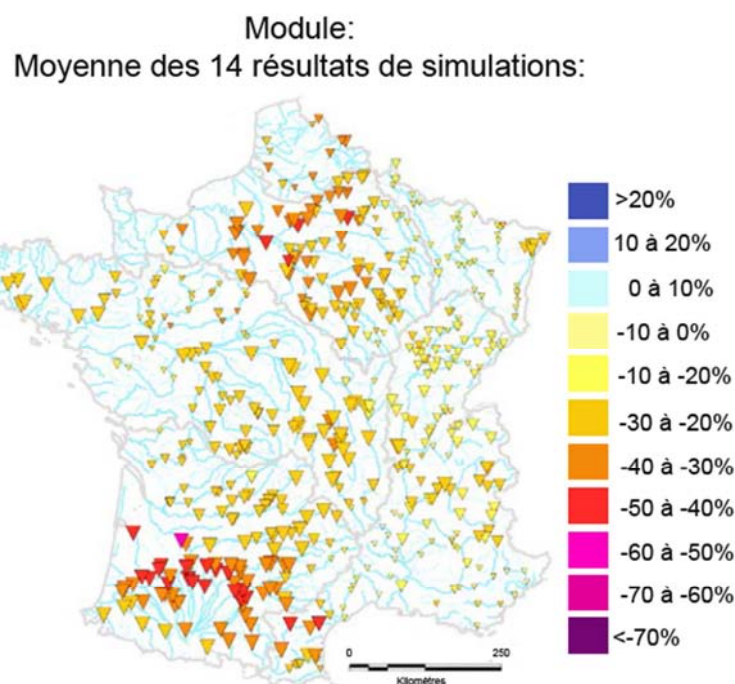 Module:
Moyenne des 14 résultats de simulations:
>20%
10 à 20%
0 à 10%
-10 à 0%
-10 à -20%
-30 à -20%
-40 à -30%
-50 à -40%
-60 à -50%
-70 à -60%
<-70%
0 250
Kilomètres